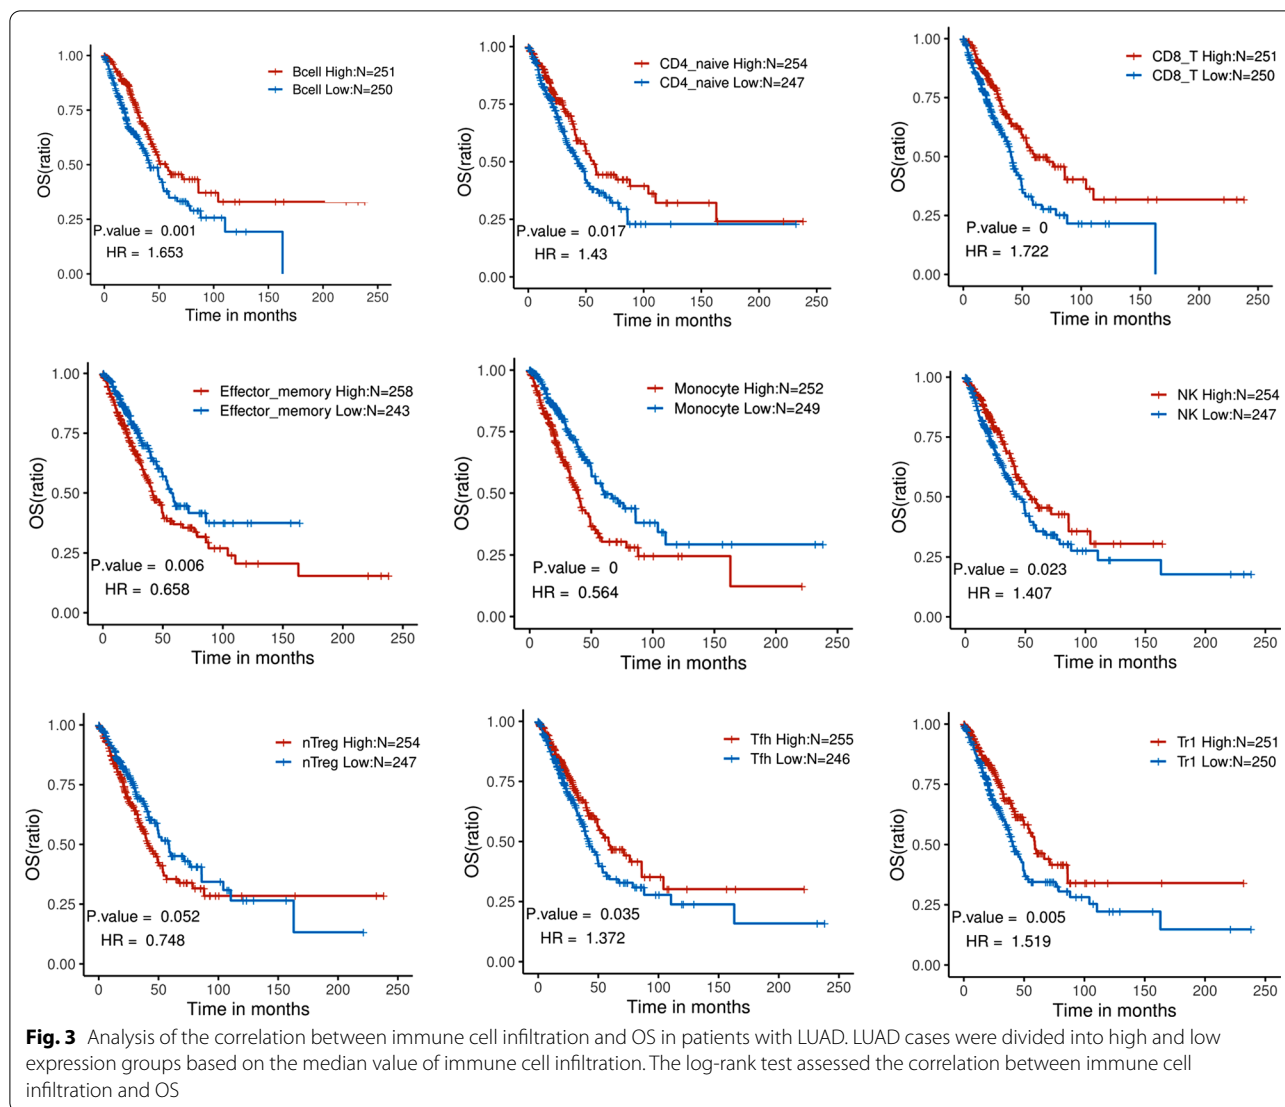 Bcell High:N=251
Bcell Low:N=250
OS(ratio)
1.00
0.75
0.50
0.25
0.00
P.value = 0.001
HR = 1.653
0 50 100 150 200 250
Time in months
CD4_naive High:N=254
CD4_naive Low:N=247
OS(ratio)
1.00
0.75
0.50
0.25
0.00
P.value = 0.017
HR = 1.43
0 50 100 150 200 250
Time in months
CD8_T High:N=251
CD8_T Low:N=250
OS(ratio)
1.00
0.75
0.50
0.25
0.00
P.value = 0
HR = 1.722
0 50 100 150 200 250
Time in months
Effector_memory High:N=258
Effector_memory Low:N=243
OS(ratio)
1.00
0.75
0.50
0.25
0.00
P.value = 0.006
HR = 0.658
0 50 100 150 200 250
Time in months
Monocyte High:N=252
Monocyte Low:N=249
OS(ratio)
1.00
0.75
0.50
0.25
0.00
P.value = 0
HR = 0.564
0 50 100 150 200 250
Time in months
NK High:N=254
NK Low:N=247
OS(ratio)
1.00
0.75
0.50
0.25
0.00
P.value = 0.023
HR = 1.407
0 50 100 150 200 250
Time in months
nTreg High:N=254
nTreg Low:N=247
OS(ratio)
1.00
0.75
0.50
0.25
0.00
P.value = 0.052
HR = 0.748
0 50 100 150 200 250
Time in months
Tfh High:N=255
Tfh Low:N=246
OS(ratio)
1.00
0.75
0.50
0.25
0.00
P.value = 0.035
HR = 1.372
0 50 100 150 200 250
Time in months
Tr1 High:N=251
Tr1 Low:N=250
OS(ratio)
1.00
0.75
0.50
0.25
0.00
P.value = 0.005
HR = 1.519
0 50 100 150 200 250
Time in months
Fig. 3 Analysis of the correlation between immune cell infiltration and OS in patients with LUAD. LUAD cases were divided into high and low
expression groups based on the median value of immune cell infiltration. The log-rank test assessed the correlation between immune cell
infiltration and OS